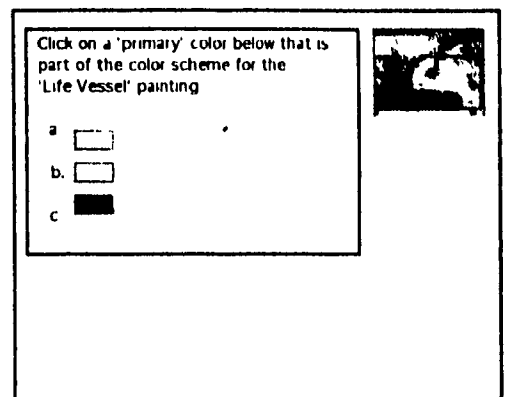 Click on a 'primary' color below that is
part of the color scheme for the
'Life Vessel' painting
a
b.
c